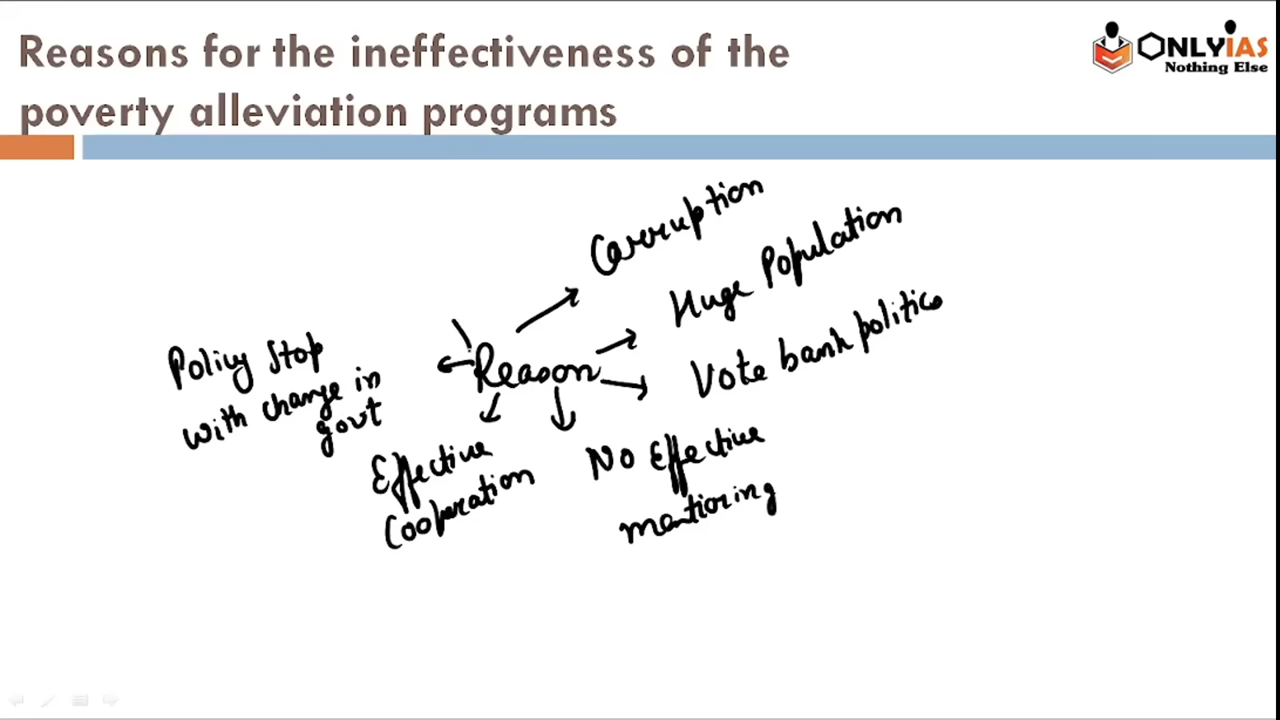 Reasons for the ineffectiveness of the
poverty alleviation programs
ONLYIAS
Nothing Else
Corruption
Huge Population
Vote bank politics
Reason
Policy Stop
with change in
govt
Effective
Cooperation
No Effective
mentioring